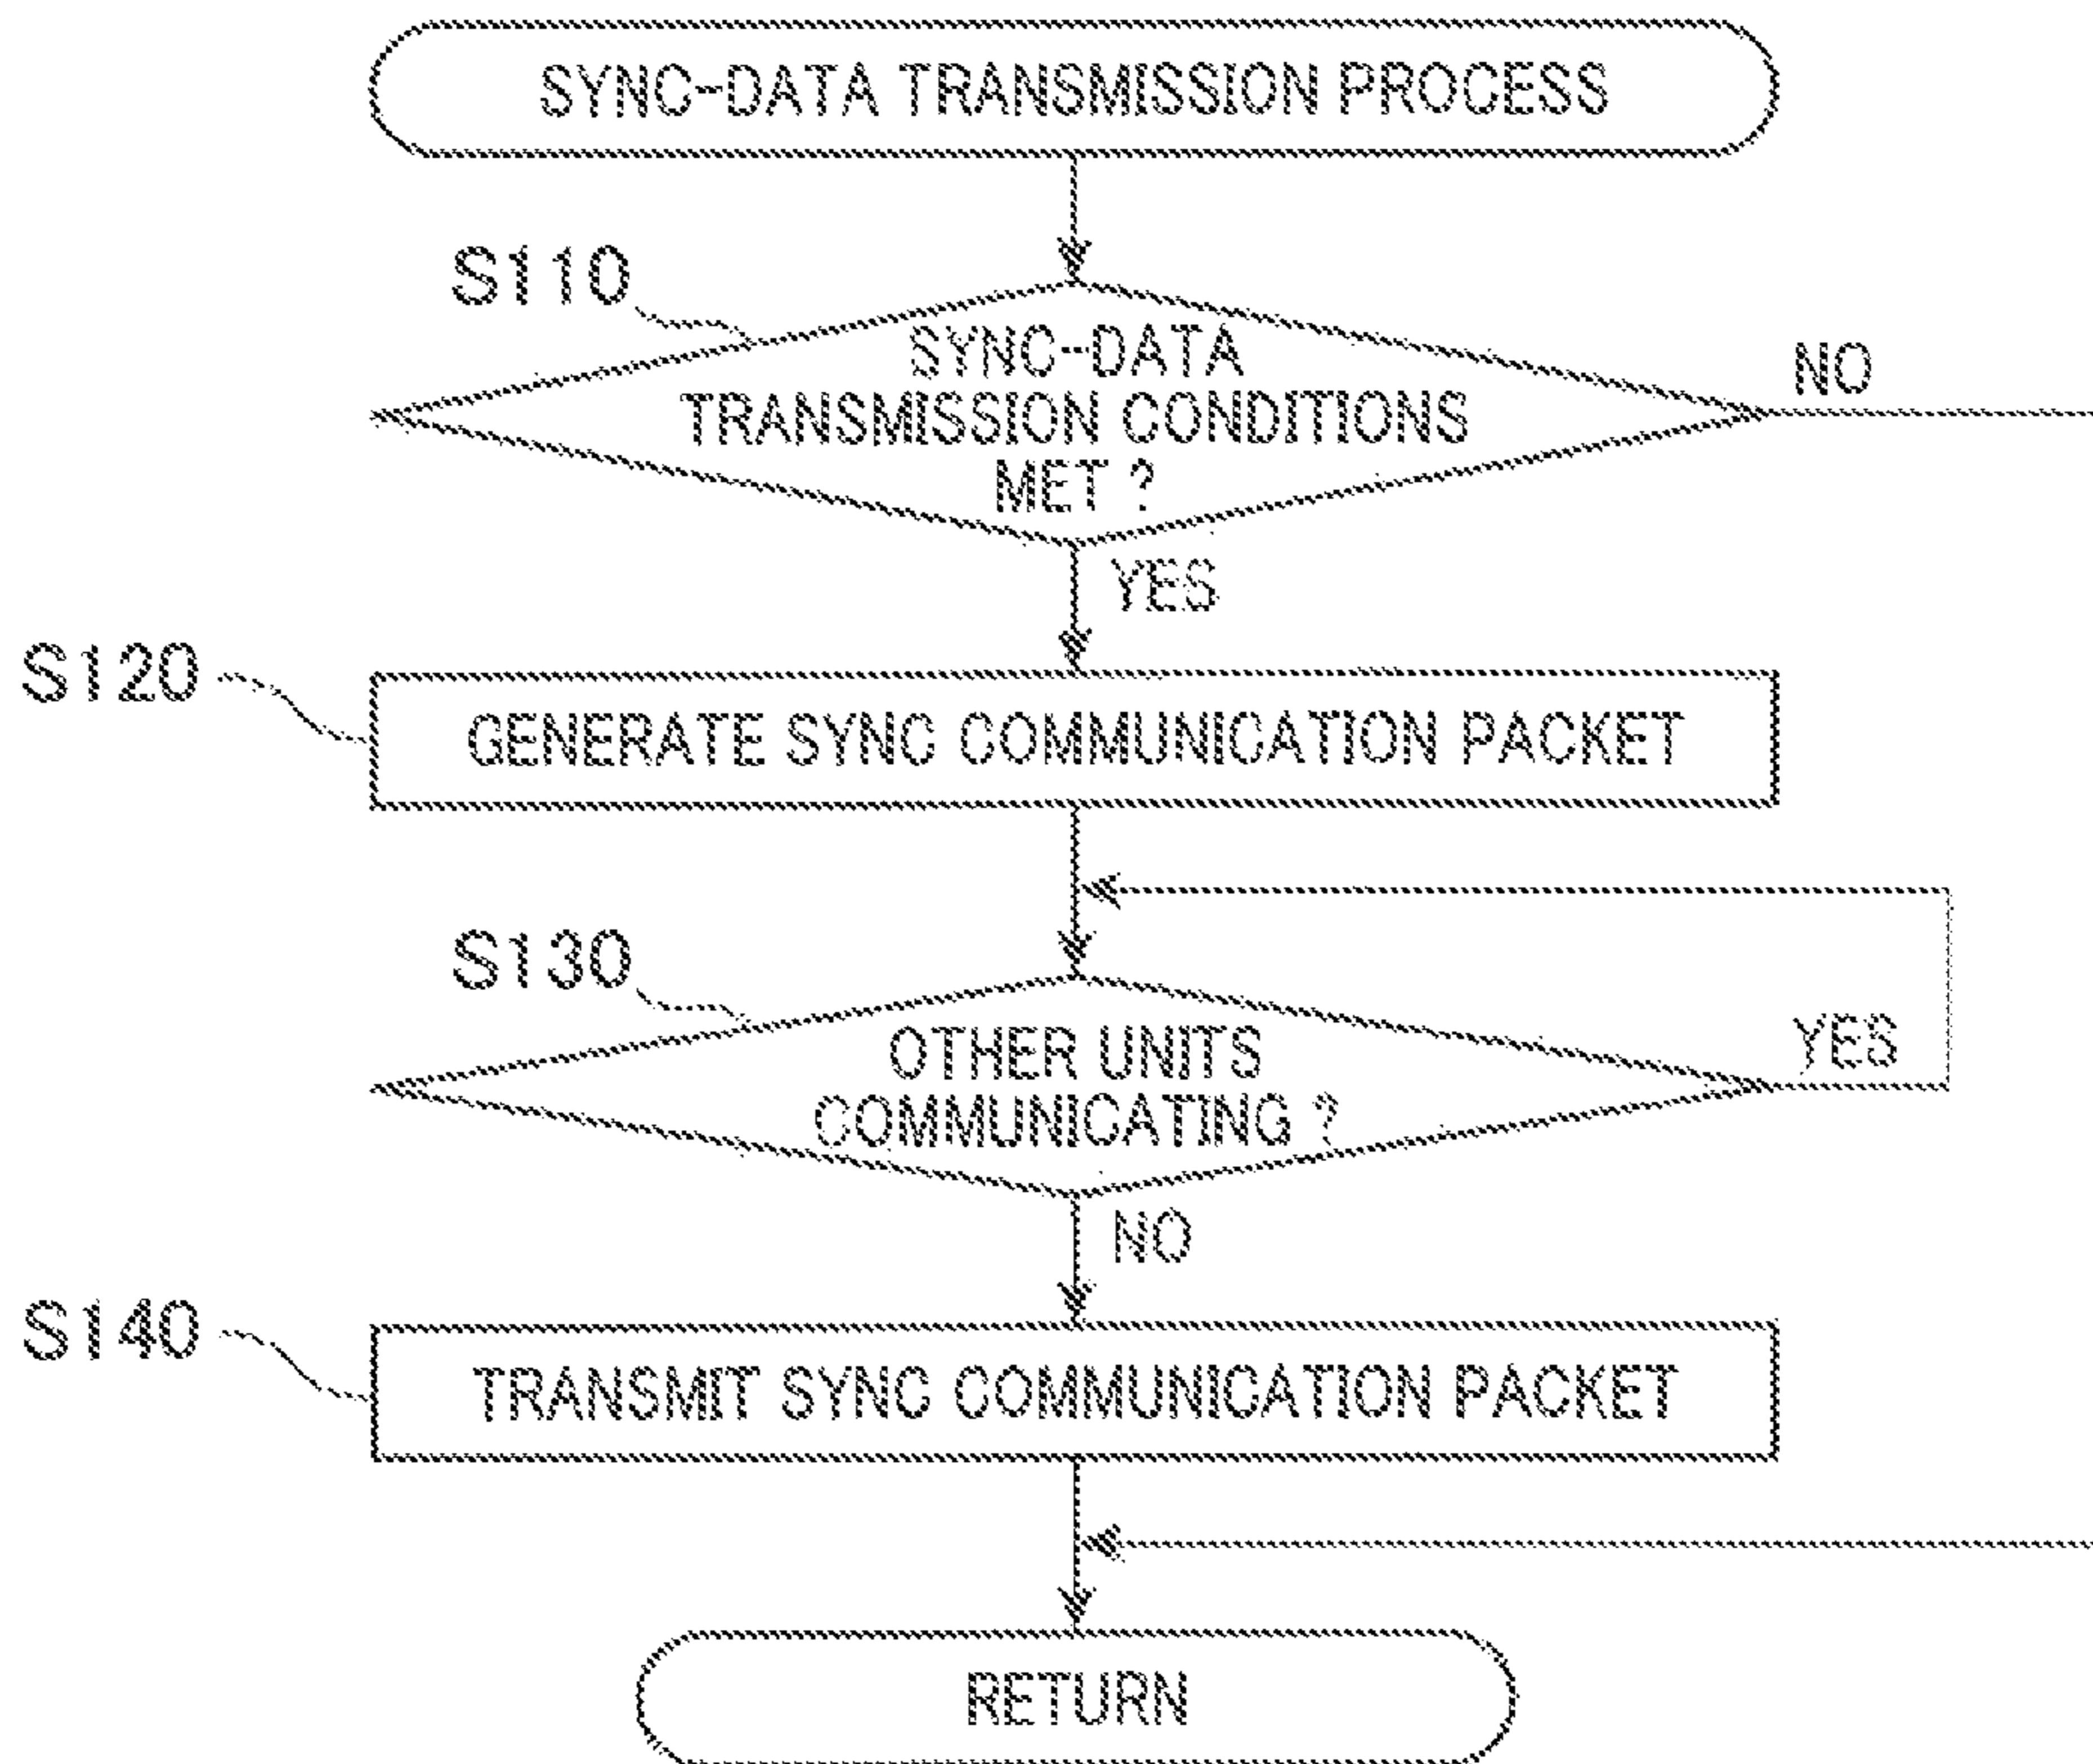 SYNC-DATA TRANSMISSION PROCESS
S110
SYNC-DATA
TRANSMISSION CONDITIONS
MET ?
NO
YES
S120
GENERATE SYNC COMMUNICATION PACKET
S130
OTHER UNITS
COMMUNICATING ?
YES
NO
S140
TRANSMIT SYNC COMMUNICATION PACKET
RETURN